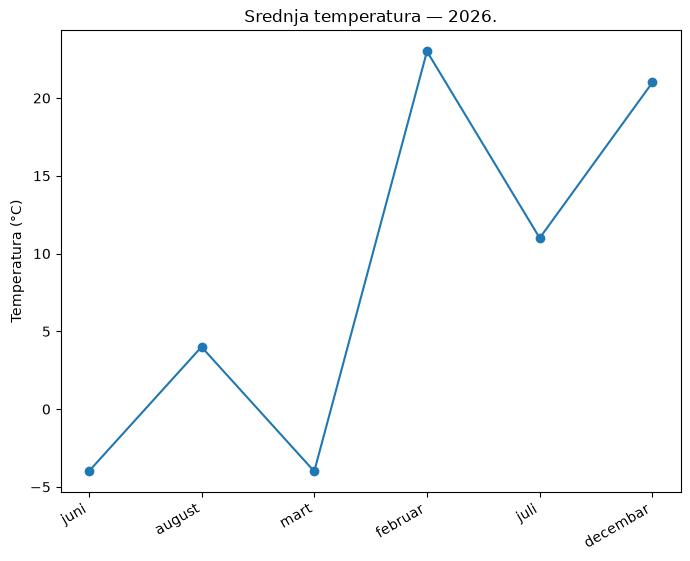 Srednja temperatura — 2026.
Temperatura (°C)
20
15
10
5
0
−5
juni
august
mart
februar
juli
decembar